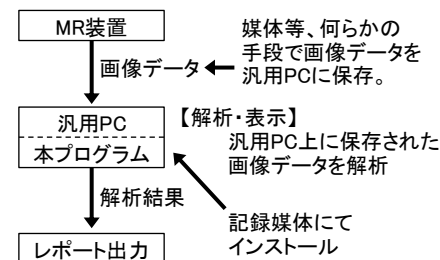 MR装置
媒体等、何らかの
手段で画像データを
汎用PCに保存。
画像データ
汎用PC
本プログラム
【解析・表示】
汎用PC上に保存された
画像データを解析
解析結果
記録媒体にて
インストール
レポート出力